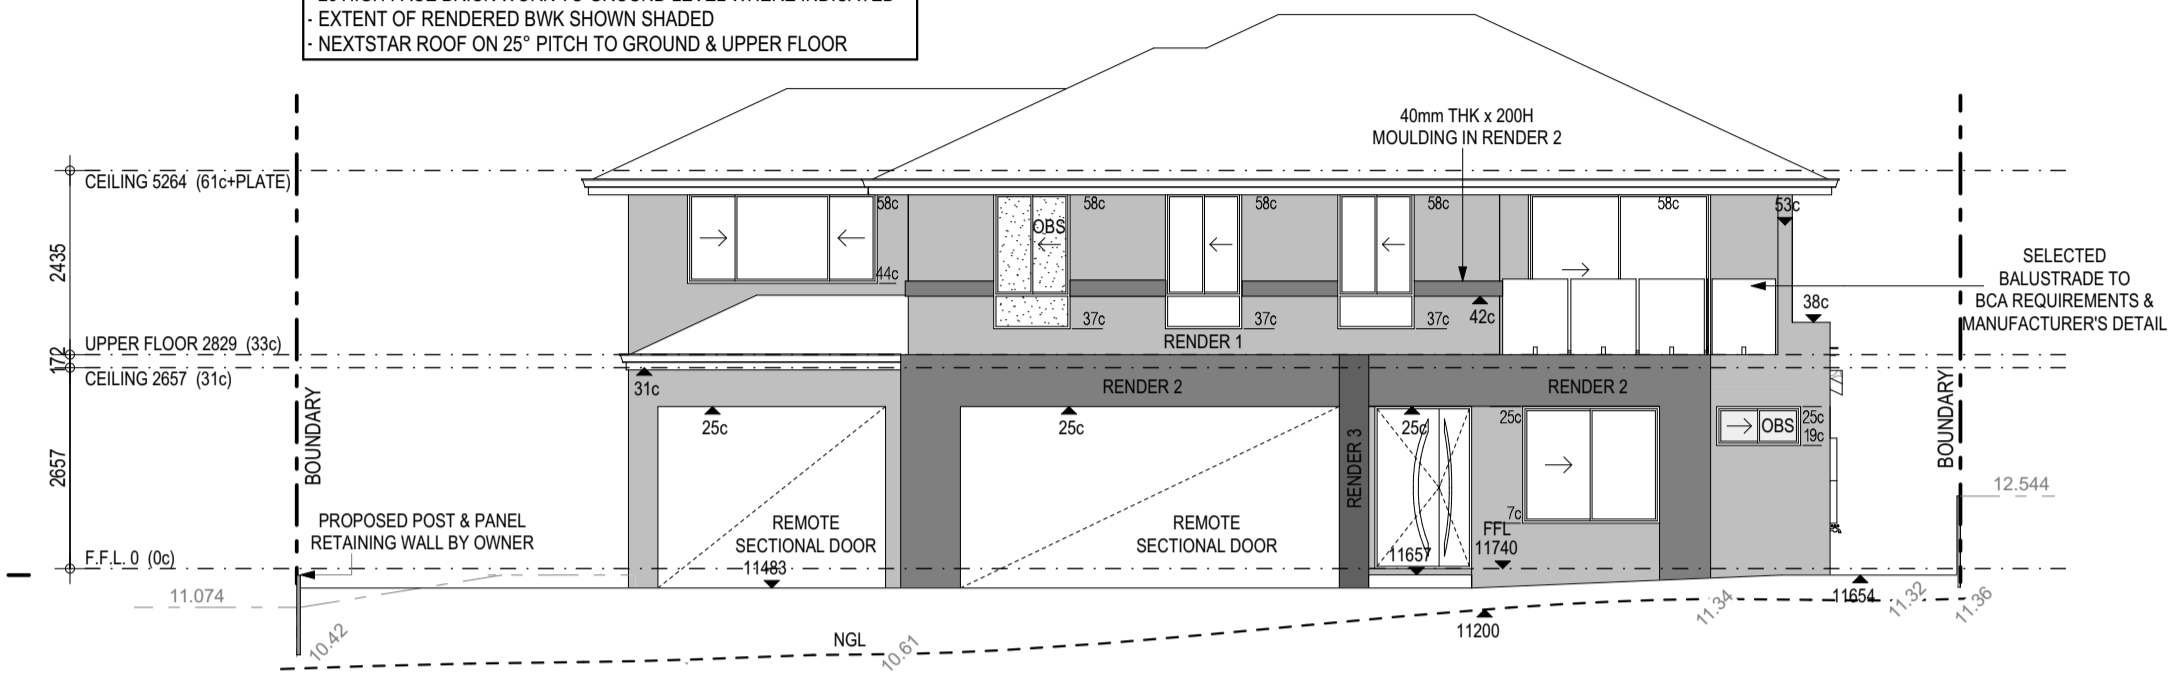 - EXTENT OF RENDERED BWK SHOWN SHADED
- NEXTSTAR ROOF ON 25° PITCH TO GROUND & UPPER FLOOR
40mm THK x 200H
MOULDING IN RENDER 2
CEILING 5264 (61c+PLATE)
58c
58c
58c
58c
58c
53c
OBS
2435
44c
SELECTED
BALUSTRADE TO
BCA REQUIREMENTS &
MANUFACTURER'S DETAIL
37c
37c
37c
42c
38c
RENDER 1
UPPER FLOOR 2829 (33c)
172
CEILING 2657 (31c)
31c
RENDER 2
RENDER 2
BOUNDARY
BOUNDARY
25c
25c
25c
25c
25c
19c
OBS
RENDER 3
2657
12.544
7c
PROPOSED POST & PANEL
RETAINING WALL BY OWNER
REMOTE
SECTIONAL DOOR
11483
REMOTE
SECTIONAL DOOR
FFL
11740
11657
F.F.L. 0 (0c)
11.074
11654
11.34
11.32
11.36
11200
10.42
NGL
10.61